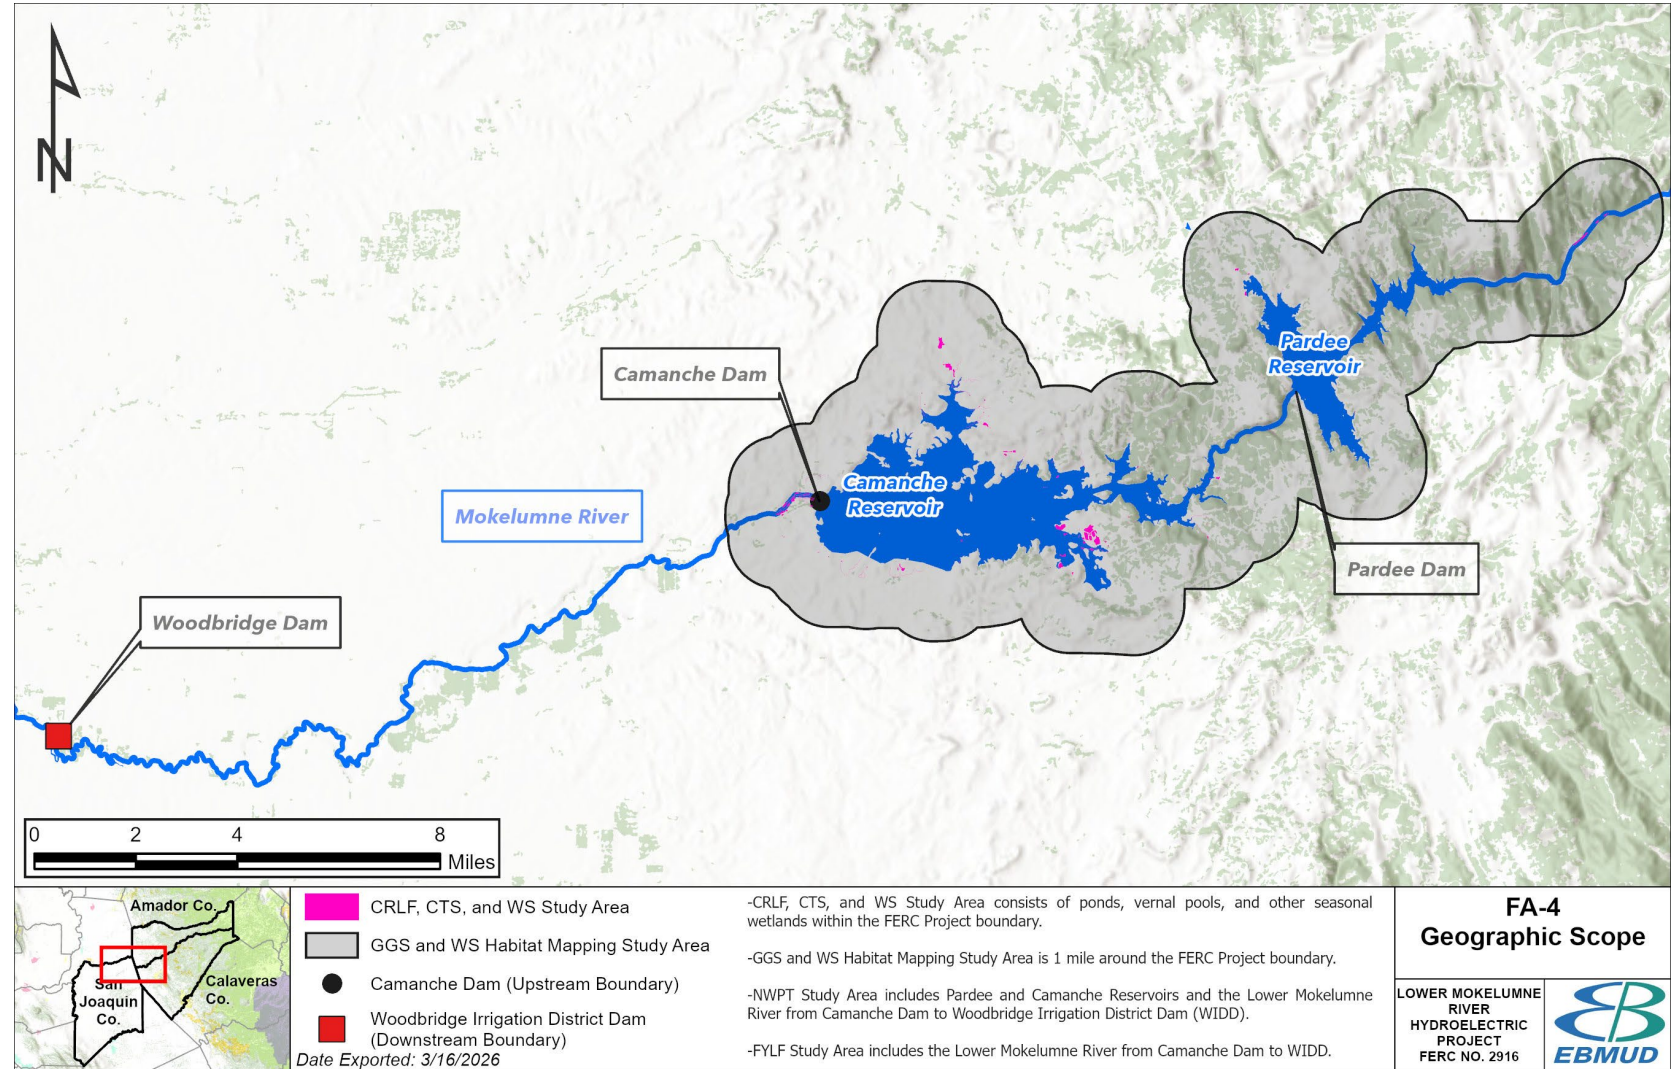 N
Camanche Dam
Pardee
Reservoir
Camanche
Reservoir
Mokelumne River
Pardee Dam
Woodbridge Dam
0 2 4 8
Miles
Amador Co.
Calaveras
Co.
San
Joaquin
Co.
CRLF, CTS, and WS Study Area
GGS and WS Habitat Mapping Study Area
Camanche Dam (Upstream Boundary)
Woodbridge Irrigation District Dam
(Downstream Boundary)
Date Exported: 3/16/2026
-CRLF, CTS, and WS Study Area consists of ponds, vernal pools, and other seasonal
wetlands within the FERC Project boundary.
-GGS and WS Habitat Mapping Study Area is 1 mile around the FERC Project boundary.
-NWPT Study Area includes Pardee and Camanche Reservoirs and the Lower Mokelumne
River from Camanche Dam to Woodbridge Irrigation District Dam (WIDD).
-FYLF Study Area includes the Lower Mokelumne River from Camanche Dam to WIDD.
FA-4
Geographic Scope
LOWER MOKELUMNE
RIVER
HYDROELECTRIC
PROJECT
FERC NO. 2916
EBMUD